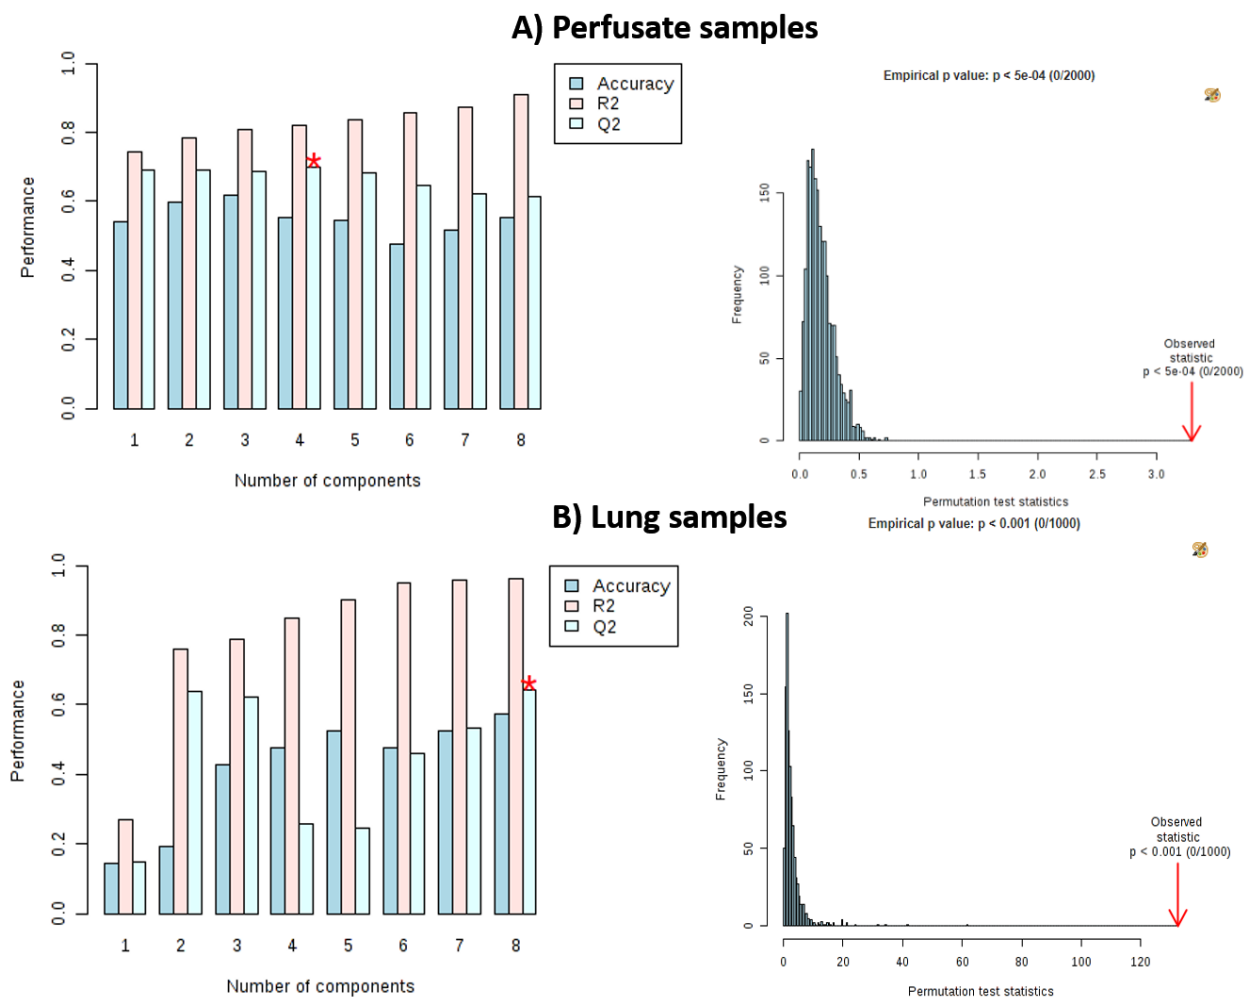 A) Perfusate samples
1.0
0.8
0.6
0.4
0.2
0.0
Performance
1 2 3 4 5 6 7 8
Number of components
Accuracy
R2
Q2
Empirical p value: p < 5e-04 (0/2000)
150
100
50
0
Frequency
Observed
statistic
p < 5e-04 (0/2000)
0.0 0.5 1.0 1.5 2.0 2.5 3.0
Permutation test statistics
B) Lung samples
1.0
0.8
0.6
0.4
0.2
0.0
Performance
1 2 3 4 5 6 7 8
Number of components
Accuracy
R2
Q2
Empirical p value: p < 0.001 (0/1000)
200
150
100
50
0
Frequency
Observed
statistic
p < 0.001 (0/1000)
0 20 40 60 80 100 120
Permutation test statistics